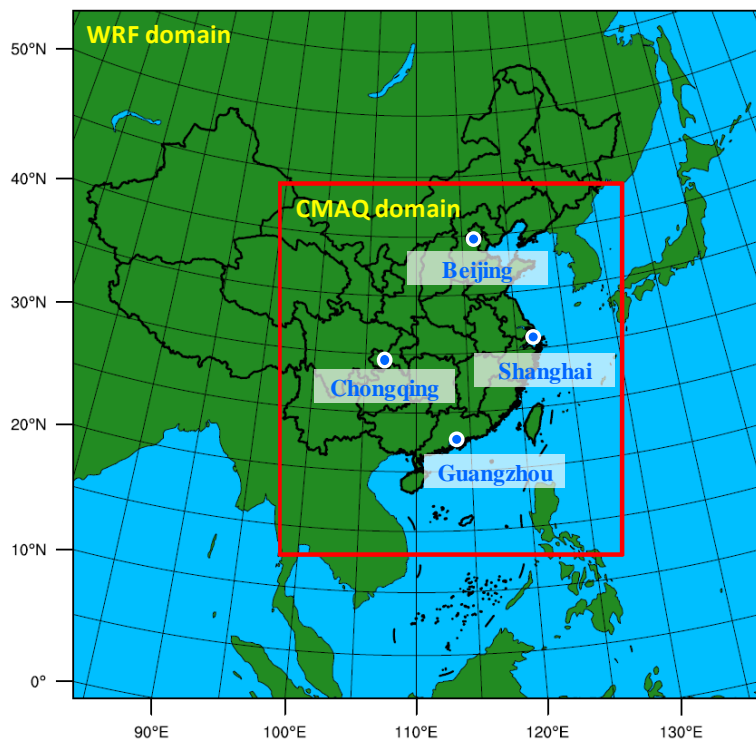 WRF domain
50°N
40°N
CMAQ domain
Beijing
30°N
Shanghai
Chongqing
20°N
Guangzhou
10°N
0°
90°E
100°E
110°E
120°E
130°E